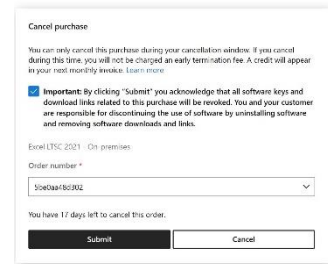 Cancel purchase
You can only cancel this purchase during your cancellation window. If you cancel
during this time, you will not be charged an early termination fee. A credit will appear
in your next monthly invoice. Learn more
Important: By clicking "Submit" you acknowledge that all software keys and
download links related to this purchase will be revoked. You and your customer
are responsible for discontinuing the use of software by uninstalling software
and removing software downloads and links.
Excel LTSC 2021 On-premises
Order number *
5be0aa48d302
You have 17 days left to cancel this order.
Submit
Cancel